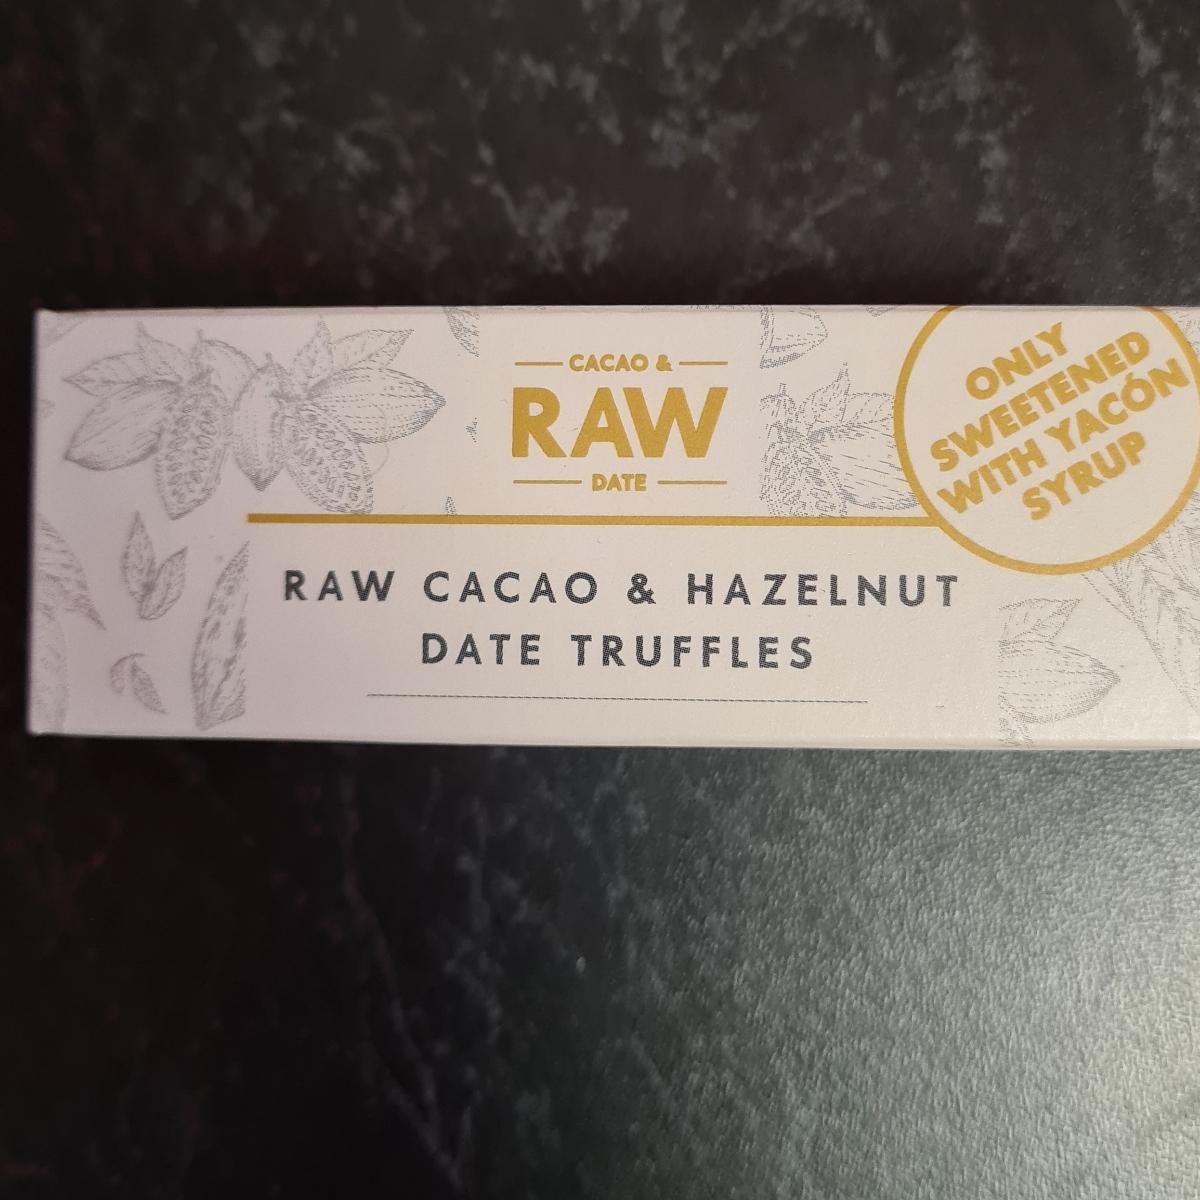 CACAO &
RAW
DATE
ONLY
SWEETENED
WITH YACÓN
SYRUP
RAW CACAO & HAZELNUT
DATE TRUFFLES